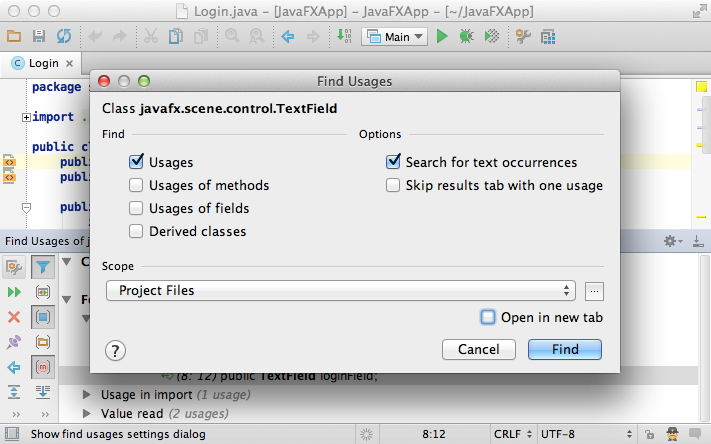 Login.java – [JavaFXApp] – JavaFXApp – [~/JavaFXApp]
Main
Login
package
import .
public
publi
publi
publi
Find Usages
Class javafx.scene.control.TextField
Find
Options
Usages
Search for text occurrences
Usages of methods
Skip results tab with one usage
Usages of fields
Derived classes
Scope
Project Files
...
Open in new tab
?
Cancel
Find
Find Usages of
(8: 12) public TextField loginField;
Usage in import (1 usage)
Value read (2 usages)
Show find usages settings dialog
8:12
CRLF
UTF-8